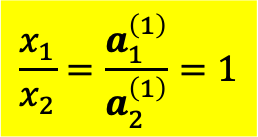 x₁/x₂ = a₁⁽¹⁾/a₂⁽¹⁾ = 1